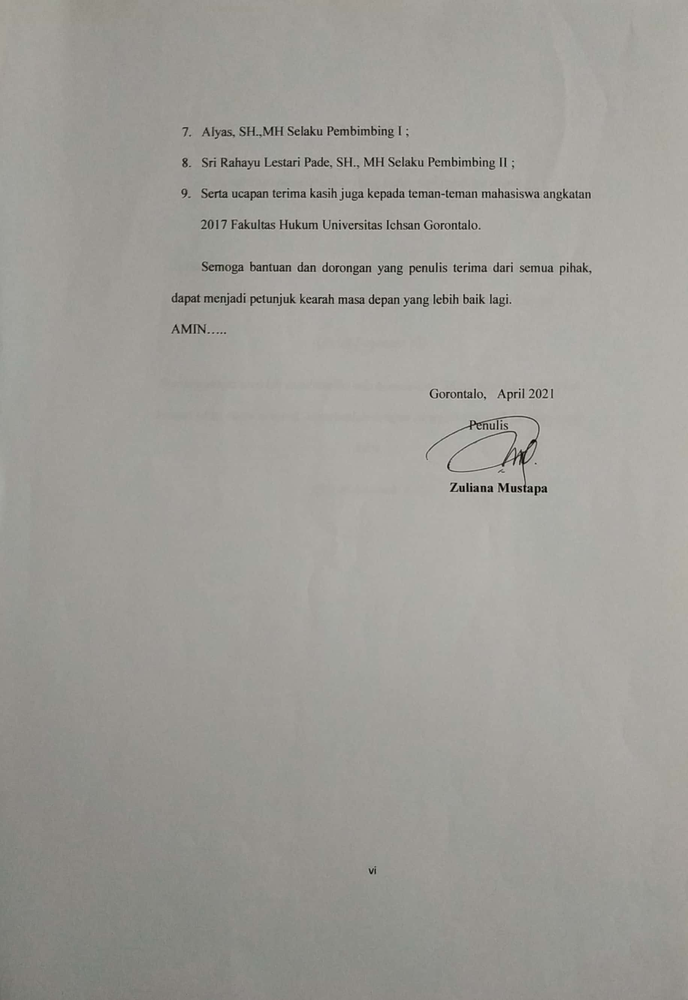 7. Alyas, SH.,MH Selaku Pembimbing I ;
8. Sri Rahayu Lestari Pade, SH., MH Selaku Pembimbing II ;
9. Serta ucapan terima kasih juga kepada teman-teman mahasiswa angkatan
2017 Fakultas Hukum Universitas Ichsan Gorontalo.
Semoga bantuan dan dorongan yang penulis terima dari semua pihak,
dapat menjadi petunjuk kearah masa depan yang lebih baik lagi.
AMIN.....
Gorontalo, April 2021
Penulis
Zuliana Mustapa
vi